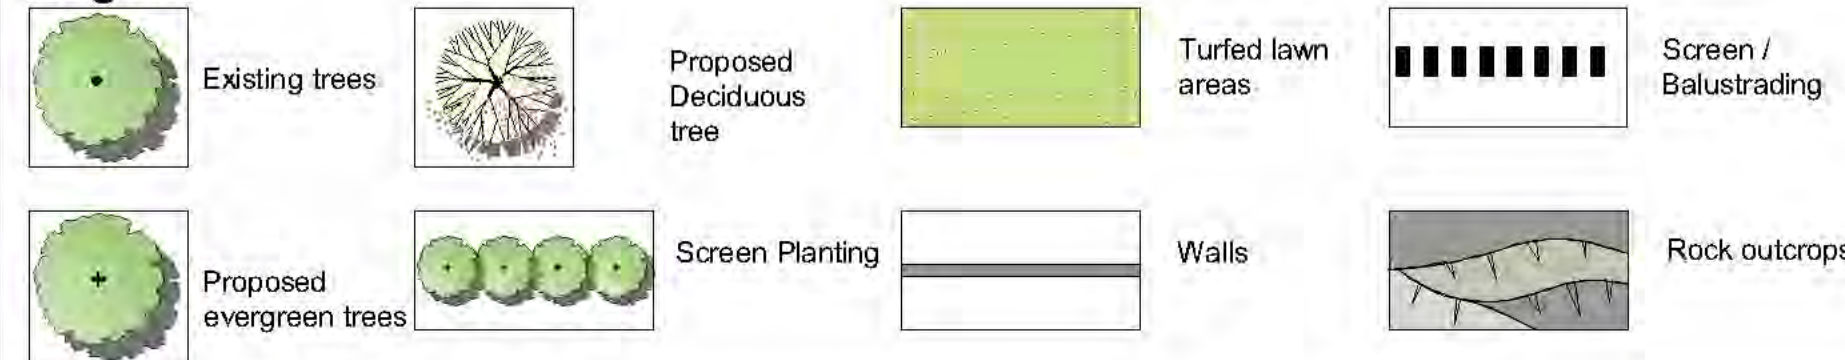 Existing trees
Proposed
Deciduous
tree
Turfed lawn
areas
Screen /
Balustrading
Proposed
evergreen trees
Screen Planting
Walls
Rock outcrops